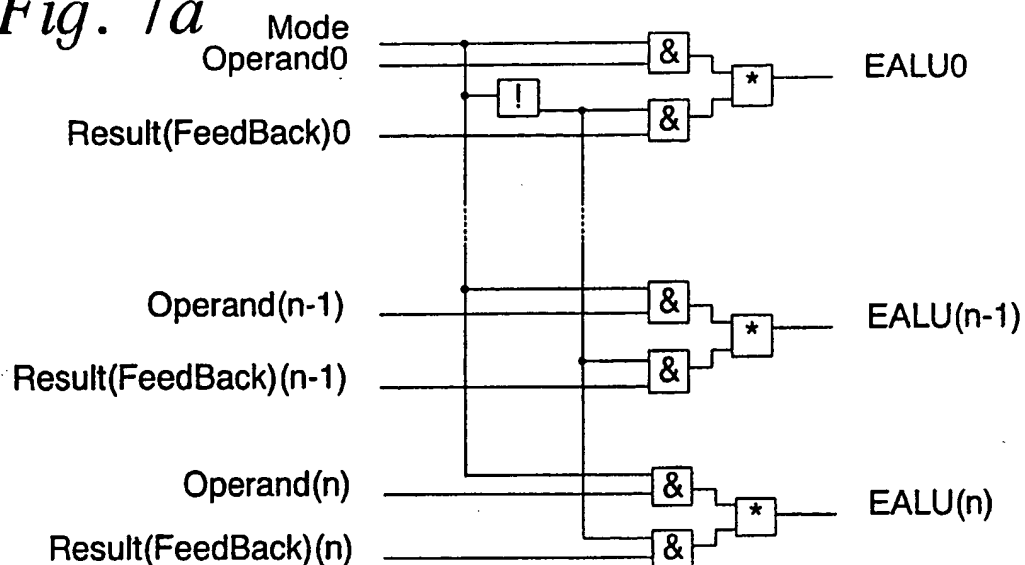 Fig. 7a
Mode
Operand0
&
EALU0
*
!
&
Result(FeedBack)0
Operand(n-1)
&
EALU(n-1)
*
&
Result(FeedBack)(n-1)
Operand(n)
&
EALU(n)
*
&
Result(FeedBack)(n)